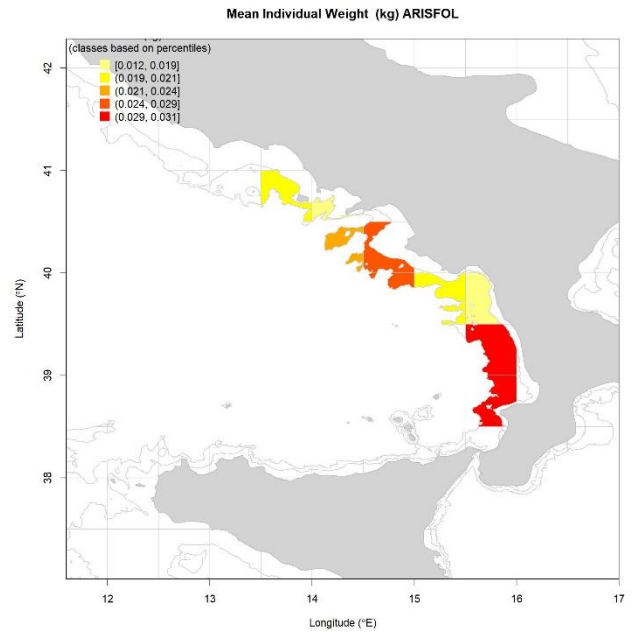 Mean Individual Weight (kg) ARISFOL
(classes based on percentiles)
[0.012, 0.019]
(0.019, 0.021]
(0.021, 0.024]
(0.024, 0.029]
(0.029, 0.031]
42
41
40
39
38
Latitude (°N)
12 13 14 15 16 17
Longitude (°E)